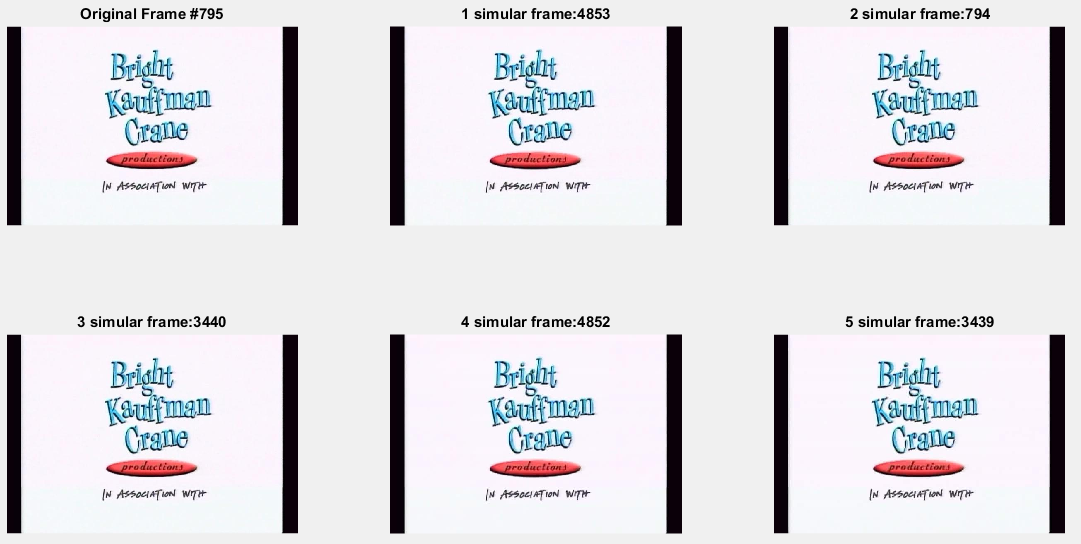 Original Frame #795
Bright
Kauffman
Crane
productions
IN ASSOCIATION WITH
1 simular frame:4853
Bright
Kauffman
Crane
productions
IN ASSOCIATION WITH
2 simular frame:794
Bright
Kauffman
Crane
productions
IN ASSOCIATION WITH
3 simular frame:3440
Bright
Kauffman
Crane
productions
IN ASSOCIATION WITH
4 simular frame:4852
Bright
Kauffman
Crane
productions
IN ASSOCIATION WITH
5 simular frame:3439
Bright
Kauffman
Crane
productions
IN ASSOCIATION WITH